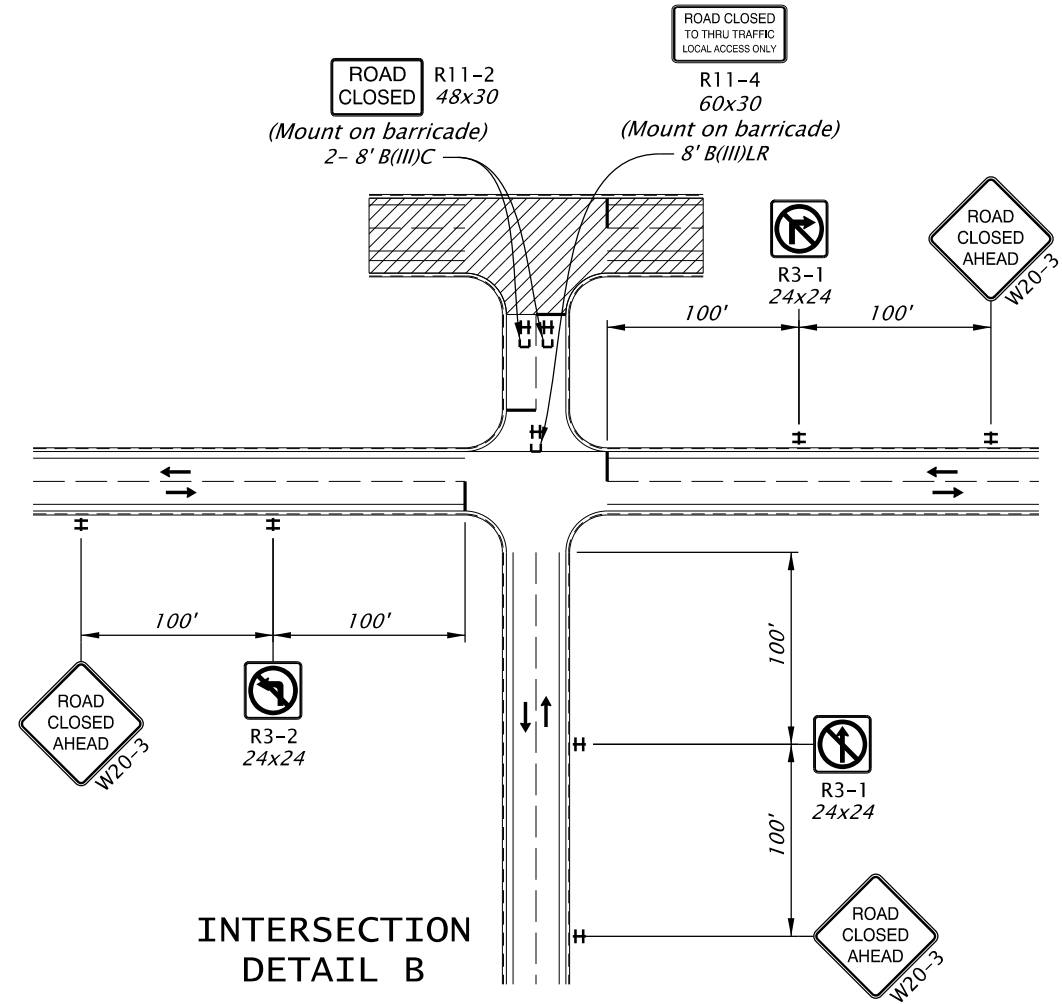 ROAD CLOSED
TO THRU TRAFFIC
LOCAL ACCESS ONLY
R11-4
60x30
(Mount on barricade)
8' B(III)LR
ROAD
CLOSED
R11-2
48x30
(Mount on barricade)
2- 8' B(III)C
R3-1
24x24
ROAD
CLOSED
AHEAD
W20-3
100'
100'
100'
100'
ROAD
CLOSED
AHEAD
W20-3
R3-2
24x24
100'
R3-1
24x24
100'
ROAD
CLOSED
AHEAD
W20-3
INTERSECTION
DETAIL B